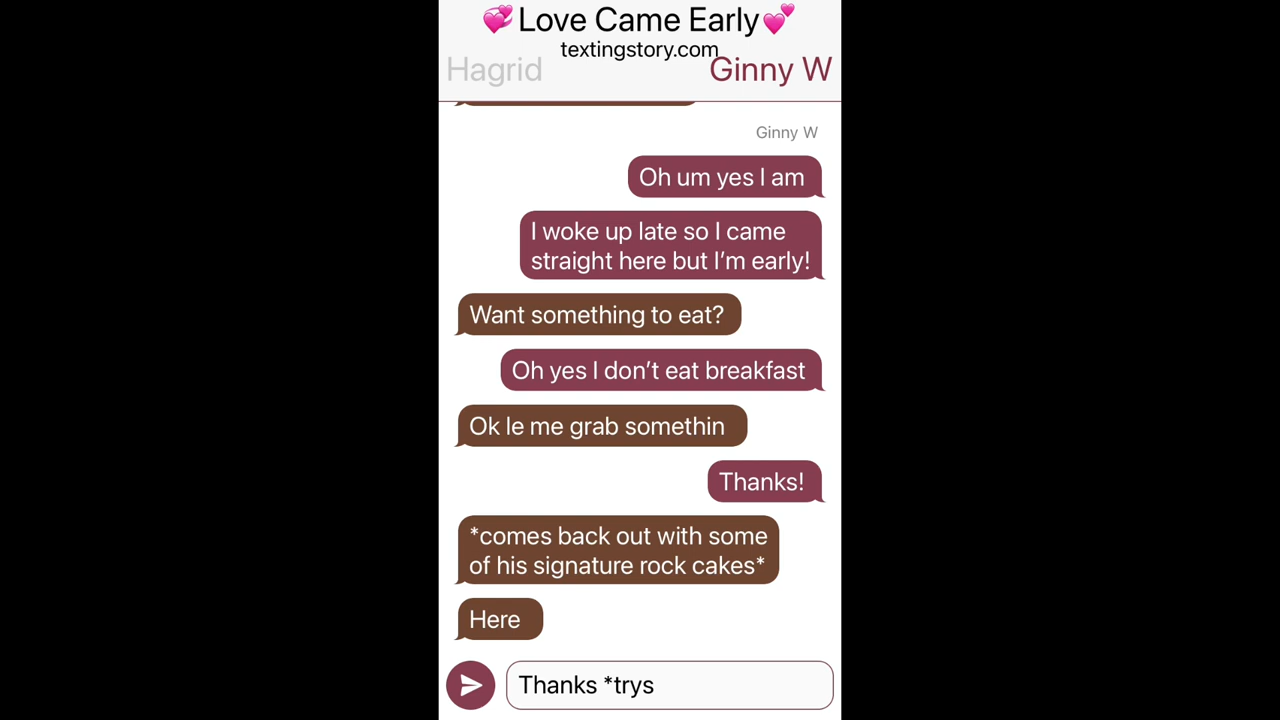 💞Love Came Early💕
textingstory.com
Hagrid
Ginny W
Ginny W
Oh um yes I am
I woke up late so I came
straight here but I’m early!
Want something to eat?
Oh yes I don’t eat breakfast
Ok le me grab somethin
Thanks!
*comes back out with some
of his signature rock cakes*
Here
Thanks *trys